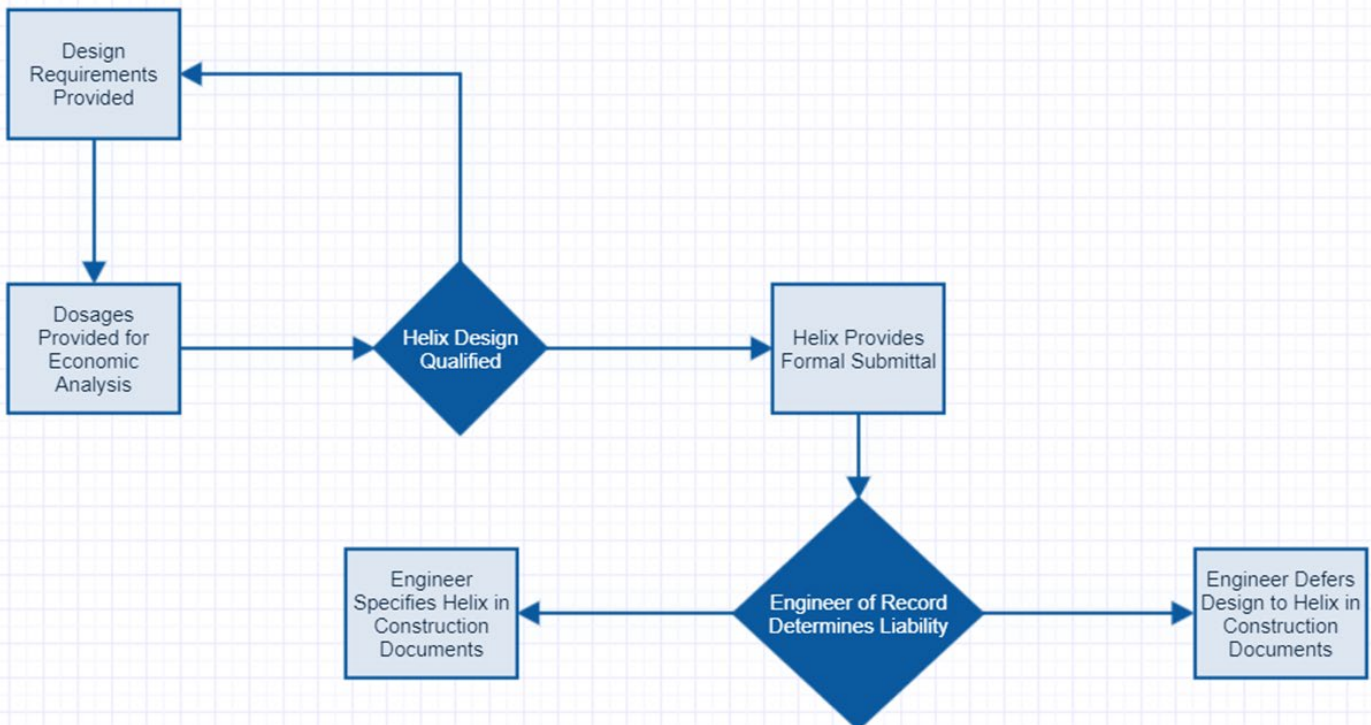 Design
Requirements
Provided
Dosages
Provided for
Economic
Analysis
Helix Design
Qualified
Helix Provides
Formal Submittal
Engineer
Specifies Helix in
Construction
Documents
Engineer of Record
Determines Liability
Engineer Defers
Design to Helix in
Construction
Documents